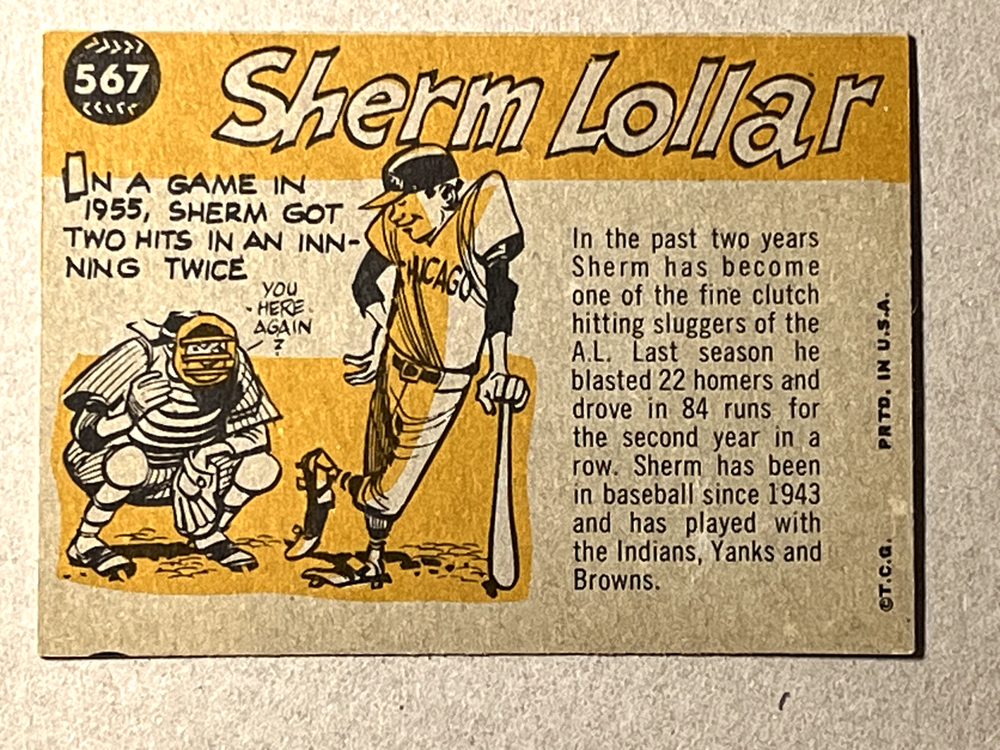 567
Sherm Lollar
IN A GAME IN
1955, SHERM GOT
TWO HITS IN AN INN-
NING TWICE
YOU
HERE
AGAIN
?
CHICAGO
In the past two years
Sherm has become
one of the fine clutch
hitting sluggers of the
A.L. Last season he
blasted 22 homers and
drove in 84 runs for
the second year in a
row. Sherm has been
in baseball since 1943
and has played with
the Indians, Yanks and
Browns.
©T.C.G. PRTD. IN U.S.A.